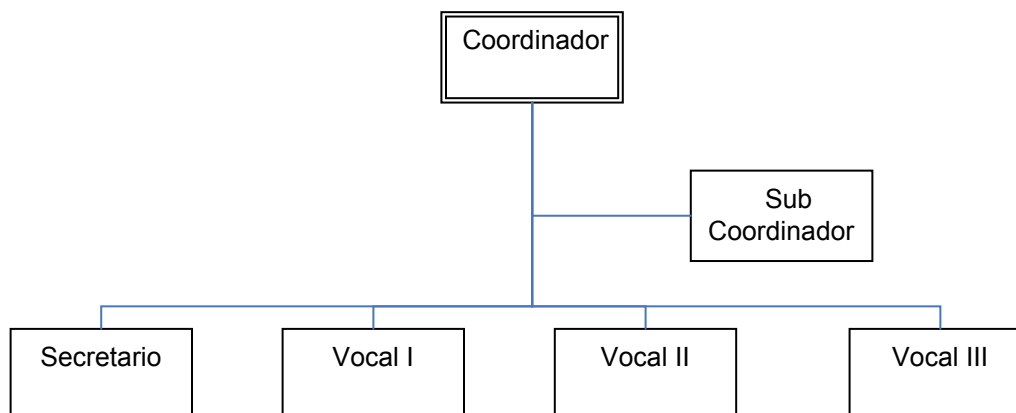 Coordinador
Sub
Coordinador
Secretario
Vocal I
Vocal II
Vocal III